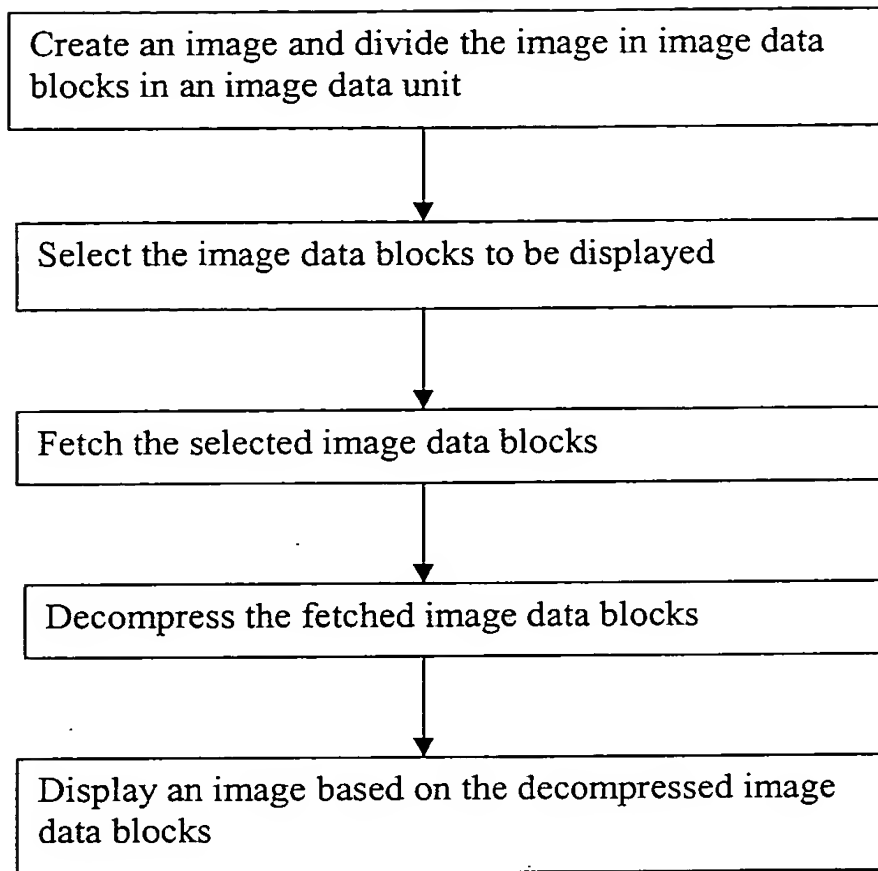 Create an image and divide the image in image data
blocks in an image data unit
Select the image data blocks to be displayed
Fetch the selected image data blocks
Decompress the fetched image data blocks
Display an image based on the decompressed image
data blocks